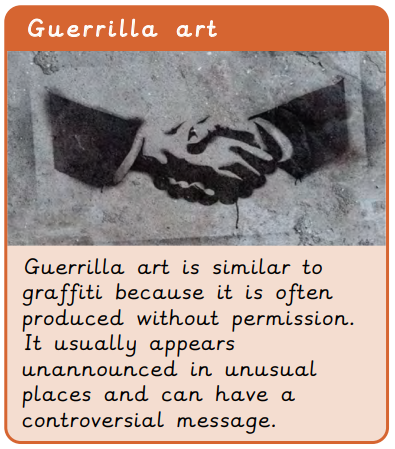 Guerrilla art
Guerrilla art is similar to
graffiti because it is often
produced without permission.
It usually appears
unannounced in unusual
places and can have a
controversial message.